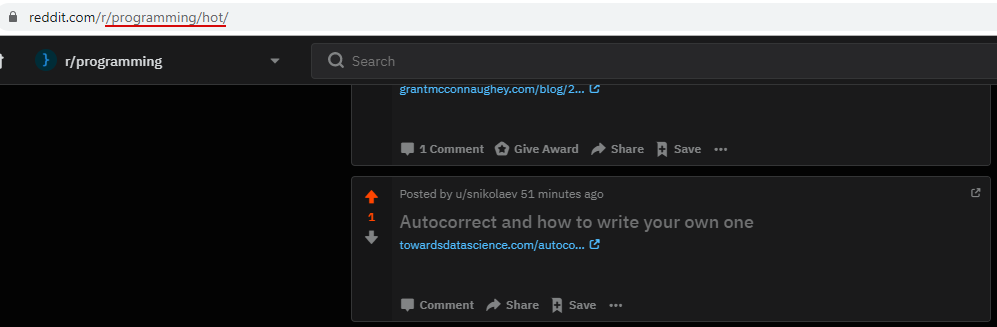 reddit.com/r/programming/hot/
r/programming
Search
grantmcconnaughey.com/blog/2...
1 Comment Give Award Share Save
Posted by u/snikolaev 51 minutes ago
1
Autocorrect and how to write your own one
towardsdatascience.com/autoco...
Comment Share Save